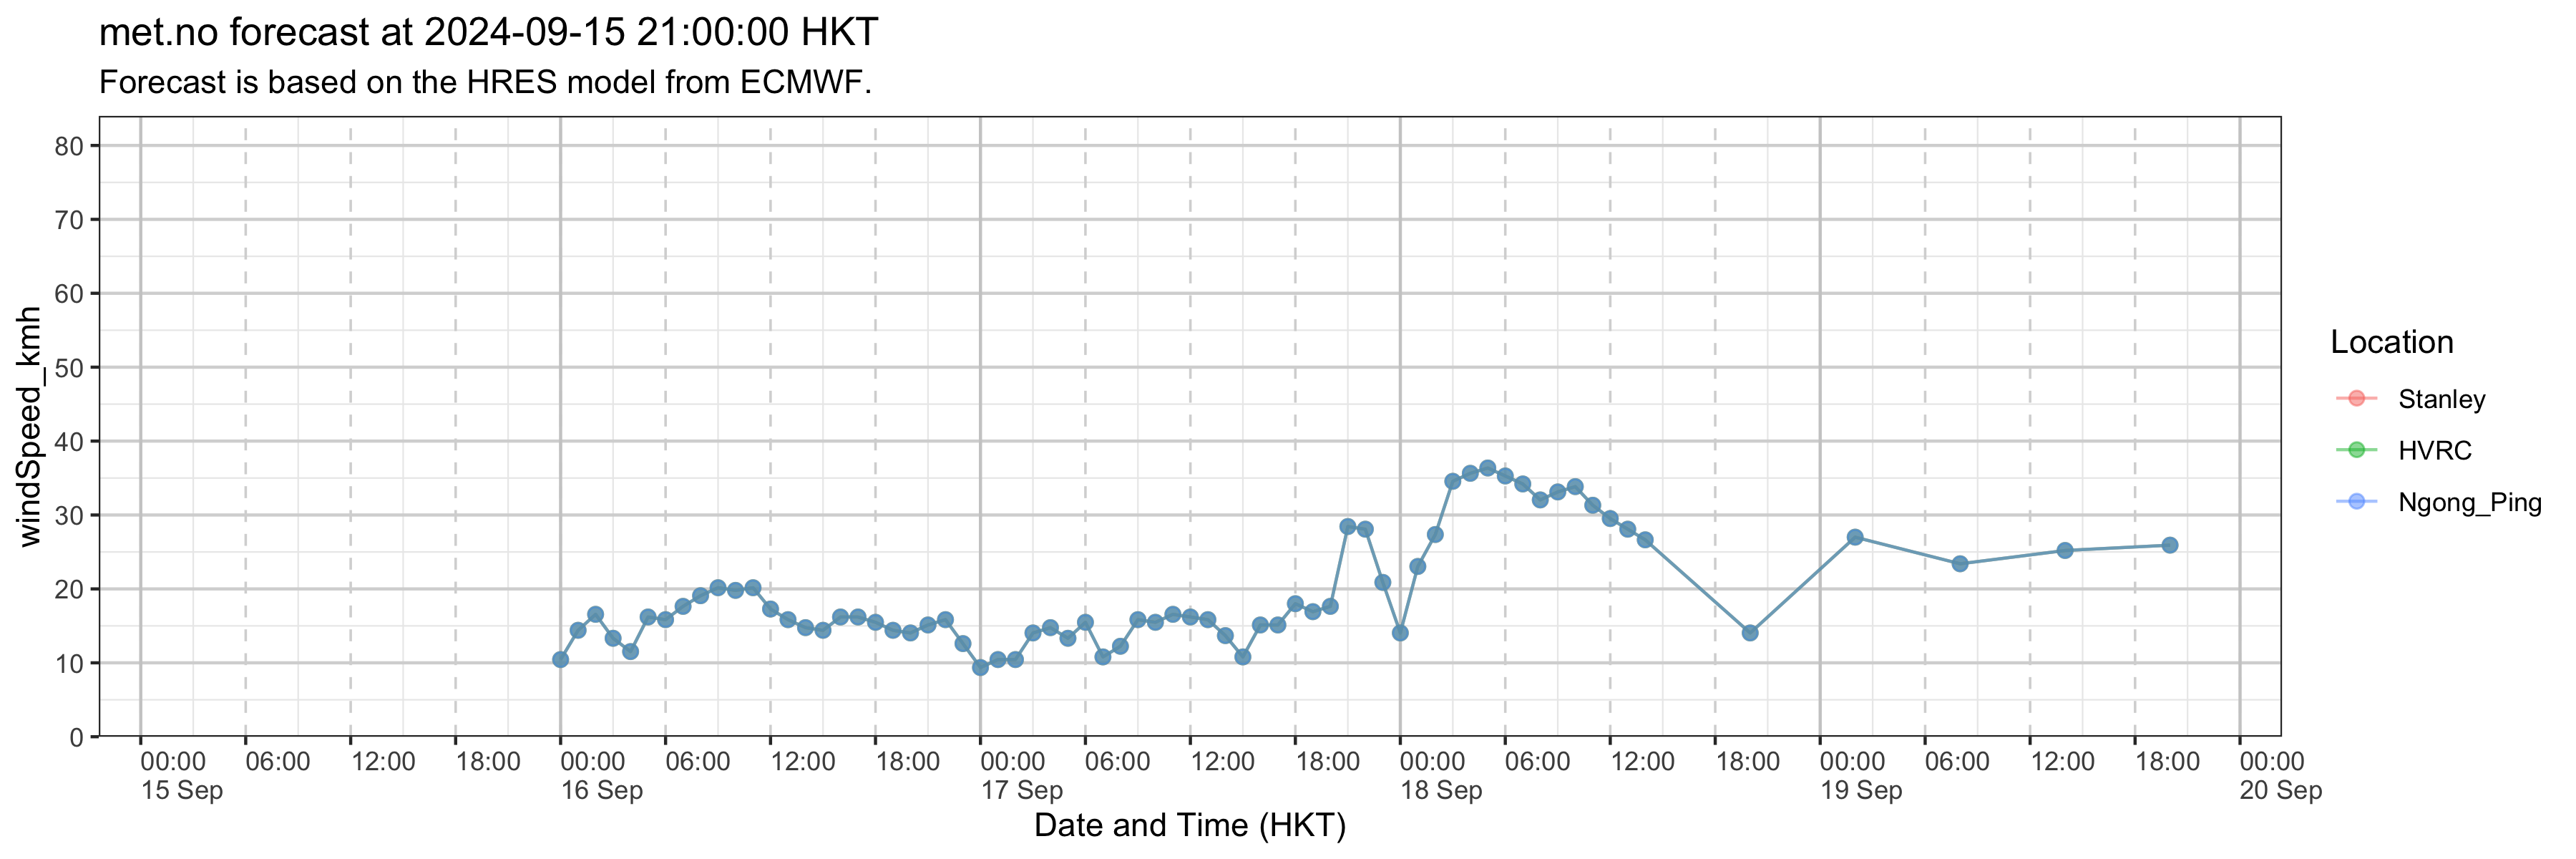 met.no forecast at 2024-09-15 21:00:00 HKT
Forecast is based on the HRES model from ECMWF.
windSpeed_kmh
80
70
60
50
40
30
20
10
0
00:00 06:00 12:00 18:00 00:00 06:00 12:00 18:00 00:00 06:00 12:00 18:00 00:00 06:00 12:00 18:00 00:00 06:00 12:00 18:00 00:00
15 Sep 16 Sep 17 Sep 18 Sep 19 Sep 20 Sep
Date and Time (HKT)
Location
Stanley
HVRC
Ngong_Ping